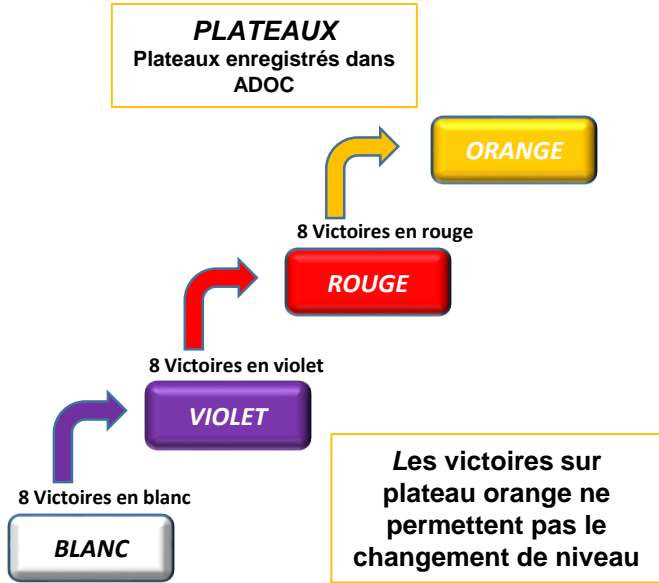 PLATEAUX
Plateaux enregistrés dans
ADOC
ORANGE
8 Victoires en rouge
ROUGE
8 Victoires en violet
VIOLET
8 Victoires en blanc
BLANC
Les victoires sur
plateau orange ne
permettent pas le
changement de niveau